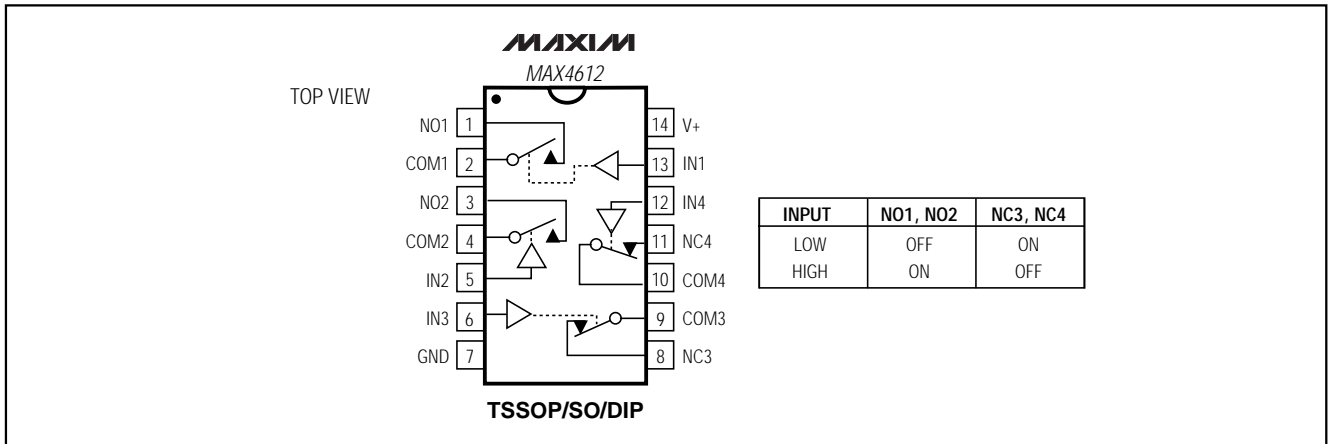 MAXIM
MAX4612
TOP VIEW
NO1 1
14 V+
COM1 2
13 IN1
NO2 3
12 IN4
COM2 4
11 NC4
IN2 5
10 COM4
IN3 6
9 COM3
GND 7
8 NC3
TSSOP/SO/DIP
INPUT NO1, NO2 NC3, NC4
LOW OFF ON
HIGH ON OFF